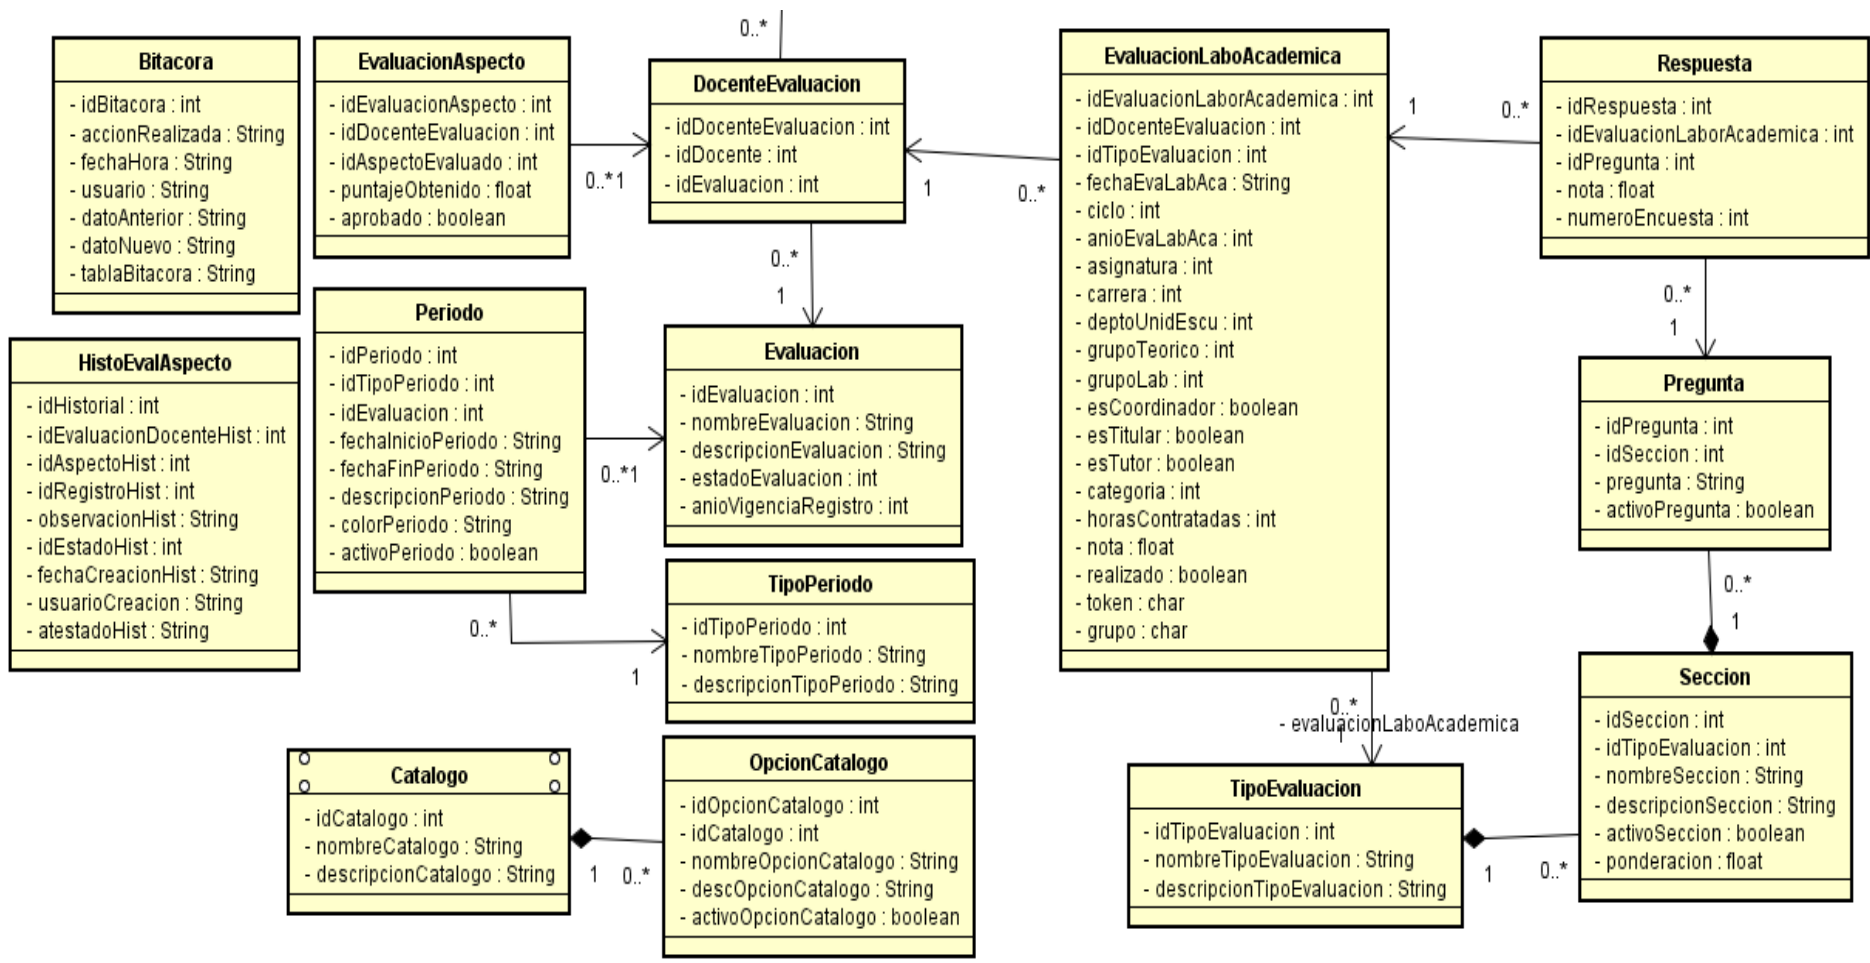 0..*
Bitacora
- idBitacora : int
- accionRealizada : String
- fechaHora : String
- usuario : String
- datoAnterior : String
- datoNuevo : String
- tablaBitacora : String
EvaluacionAspecto
- idEvaluacionAspecto : int
- idDocenteEvaluacion : int
- idAspectoEvaluado : int
- puntajeObtenido : float
- aprobado : boolean
0..*1
DocenteEvaluacion
- idDocenteEvaluacion : int
- idDocente : int
- idEvaluacion : int
1
0..*
0..*
1
EvaluacionLaboAcademica
- idEvaluacionLaborAcademica : int
- idDocenteEvaluacion : int
- idTipoEvaluacion : int
- fechaEvaLabAca : String
- ciclo : int
- anioEvaLabAca : int
- asignatura : int
- carrera : int
- deptoUnidEscu : int
- grupoTeorico : int
- grupoLab : int
- esCoordinador : boolean
- esTitular : boolean
- esTutor : boolean
- categoria : int
- horasContratadas : int
- nota : float
- realizado : boolean
- token : char
- grupo : char
1
0..*
Respuesta
- idRespuesta : int
- idEvaluacionLaborAcademica : int
- idPregunta : int
- nota : float
- numeroEncuesta : int
0..*
1
HistoEvalAspecto
- idHistorial : int
- idEvaluacionDocenteHist : int
- idAspectoHist : int
- idRegistroHist : int
- observacionHist : String
- idEstadoHist : int
- fechaCreacionHist : String
- usuarioCreacion : String
- atestadoHist : String
Periodo
- idPeriodo : int
- idTipoPeriodo : int
- idEvaluacion : int
- fechaInicioPeriodo : String
- fechaFinPeriodo : String
- descripcionPeriodo : String
- colorPeriodo : String
- activoPeriodo : boolean
0..*1
0..*
1
Evaluacion
- idEvaluacion : int
- nombreEvaluacion : String
- descripcionEvaluacion : String
- estadoEvaluacion : int
- anioVigenciaRegistro : int
TipoPeriodo
- idTipoPeriodo : int
- nombreTipoPeriodo : String
- descripcionTipoPeriodo : String
Pregunta
- idPregunta : int
- idSeccion : int
- pregunta : String
- activoPregunta : boolean
0..*
1
0..*
- evaluacionLaboAcademica
1
Catalogo
- idCatalogo : int
- nombreCatalogo : String
- descripcionCatalogo : String
1
0..*
OpcionCatalogo
- idOpcionCatalogo : int
- idCatalogo : int
- nombreOpcionCatalogo : String
- descOpcionCatalogo : String
- activoOpcionCatalogo : boolean
TipoEvaluacion
- idTipoEvaluacion : int
- nombreTipoEvaluacion : String
- descripcionTipoEvaluacion : String
1
0..*
Seccion
- idSeccion : int
- idTipoEvaluacion : int
- nombreSeccion : String
- descripcionSeccion : String
- activoSeccion : boolean
- ponderacion : float